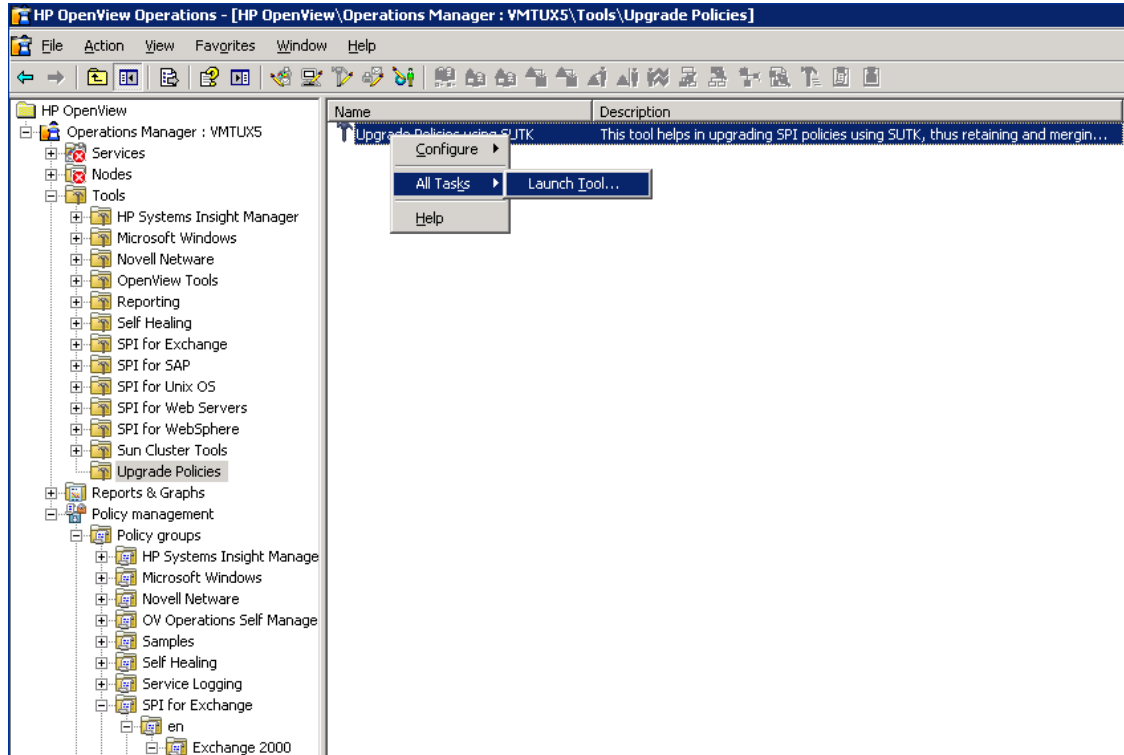 HP OpenView Operations - [HP OpenView\Operations Manager : VMTUX5\Tools\Upgrade Policies]
File Action View Favorites Window Help
HP OpenView
Operations Manager : VMTUX5
Services
Nodes
Tools
HP Systems Insight Manager
Microsoft Windows
Novell Netware
OpenView Tools
Reporting
Self Healing
SPI for Exchange
SPI for SAP
SPI for Unix OS
SPI for Web Servers
SPI for WebSphere
Sun Cluster Tools
Upgrade Policies
Reports & Graphs
Policy management
Policy groups
HP Systems Insight Manage
Microsoft Windows
Novell Netware
OV Operations Self Manage
Samples
Self Healing
Service Logging
SPI for Exchange
en
Exchange 2000
Name Description
Upgrade Policies using SUTK This tool helps in upgrading SPI policies using SUTK, thus retaining and mergin...
Configure
All Tasks Launch Tool...
Help